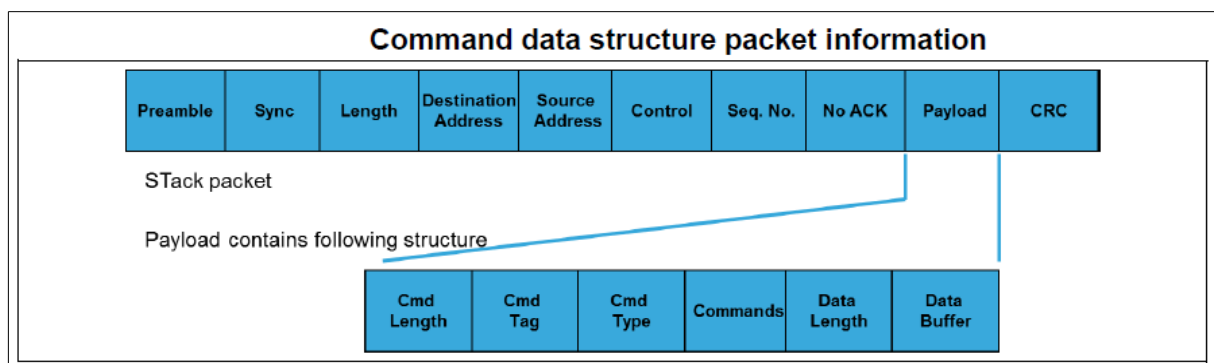 Command data structure packet information
Preamble Sync Length Destination Address Source Address Control Seq. No. No ACK Payload CRC
STack packet
Payload contains following structure
Cmd Length Cmd Tag Cmd Type Commands Data Length Data Buffer